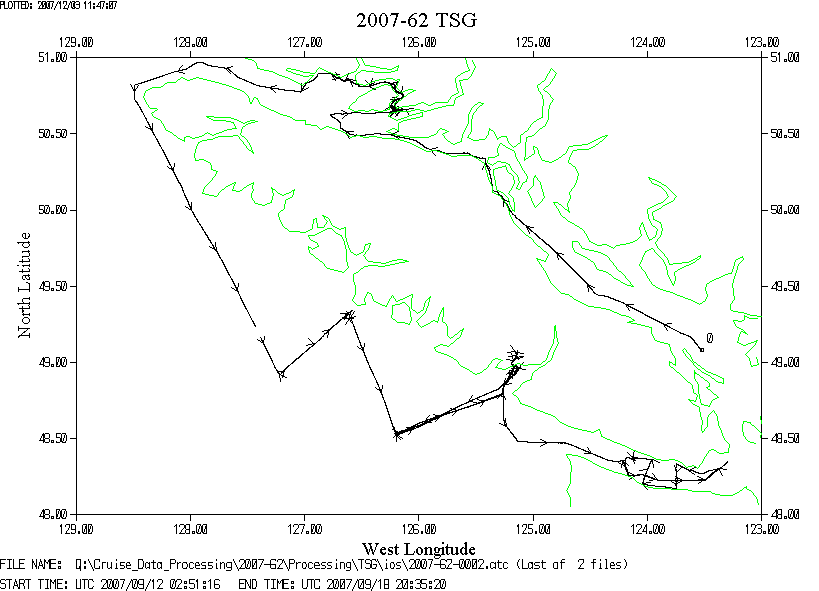 PLOTTED: 2007/12/09 11:47:07
2007-62 TSG
129.00 128.00 127.00 126.00 125.00 124.00 123.00
51.00 51.00
50.50 50.50
50.00 50.00
49.50 49.50
0
49.00 49.00
48.50 48.50
48.00 48.00
North Latitude
129.00 128.00 127.00 126.00 125.00 124.00 123.00
West Longitude
FILE NAME: Q:\Cruise_Data_Processing\2007-62\Processing\TSG\ios\2007-62-0002.atc (Last of 2 files)
START TIME: UTC 2007/09/12 02:51:16 END TIME: UTC 2007/09/18 20:35:20